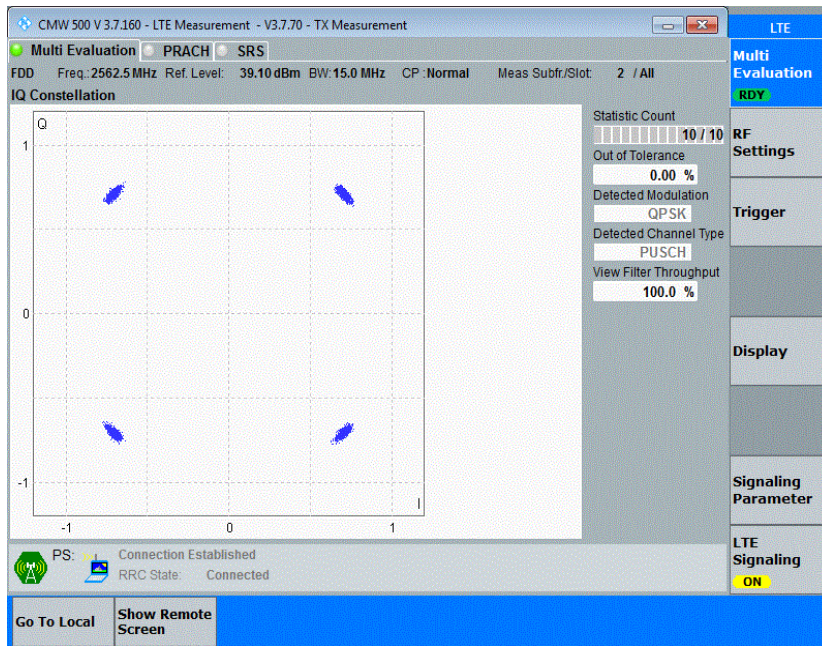 CMW 500 V 3.7.160 - LTE Measurement - V3.7.70 - TX Measurement
LTE
Multi Evaluation PRACH SRS
FDD Freq.: 2562.5 MHz Ref. Level: 39.10 dBm BW: 15.0 MHz CP : Normal Meas Subfr./Slot: 2 / All
IQ Constellation
Q
1
0
-1
-1 0 1
I
Statistic Count
10 / 10
Out of Tolerance
0.00 %
Detected Modulation
QPSK
Detected Channel Type
PUSCH
View Filter Throughput
100.0 %
Multi
Evaluation
RDY
RF
Settings
Trigger
Display
Signaling
Parameter
LTE
Signaling
ON
PS: Connection Established
RRC State: Connected
Go To Local
Show Remote
Screen